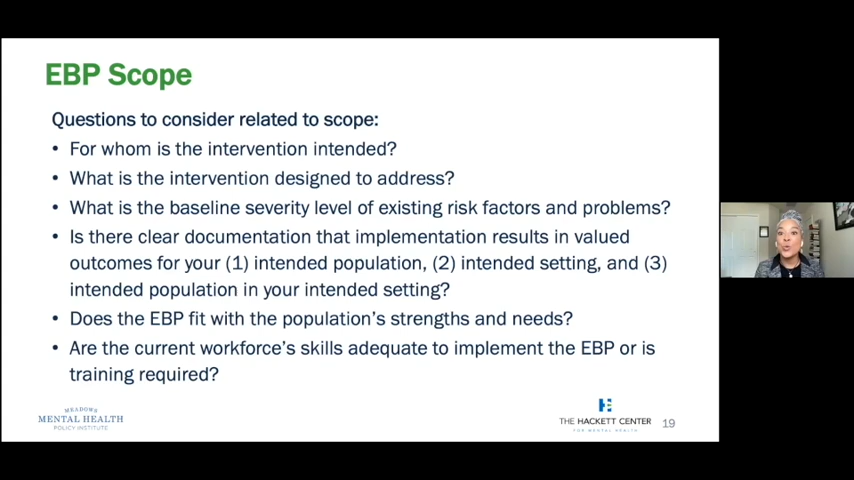 EBP Scope
Questions to consider related to scope:
• For whom is the intervention intended?
• What is the intervention designed to address?
• What is the baseline severity level of existing risk factors and problems?
• Is there clear documentation that implementation results in valued
outcomes for your (1) intended population, (2) intended setting, and (3)
intended population in your intended setting?
• Does the EBP fit with the population's strengths and needs?
• Are the current workforce's skills adequate to implement the EBP or is
training required?
MEADOWS
MENTAL HEALTH
POLICY INSTITUTE
THE HACKETT CENTER
FOR MENTAL HEALTH
19